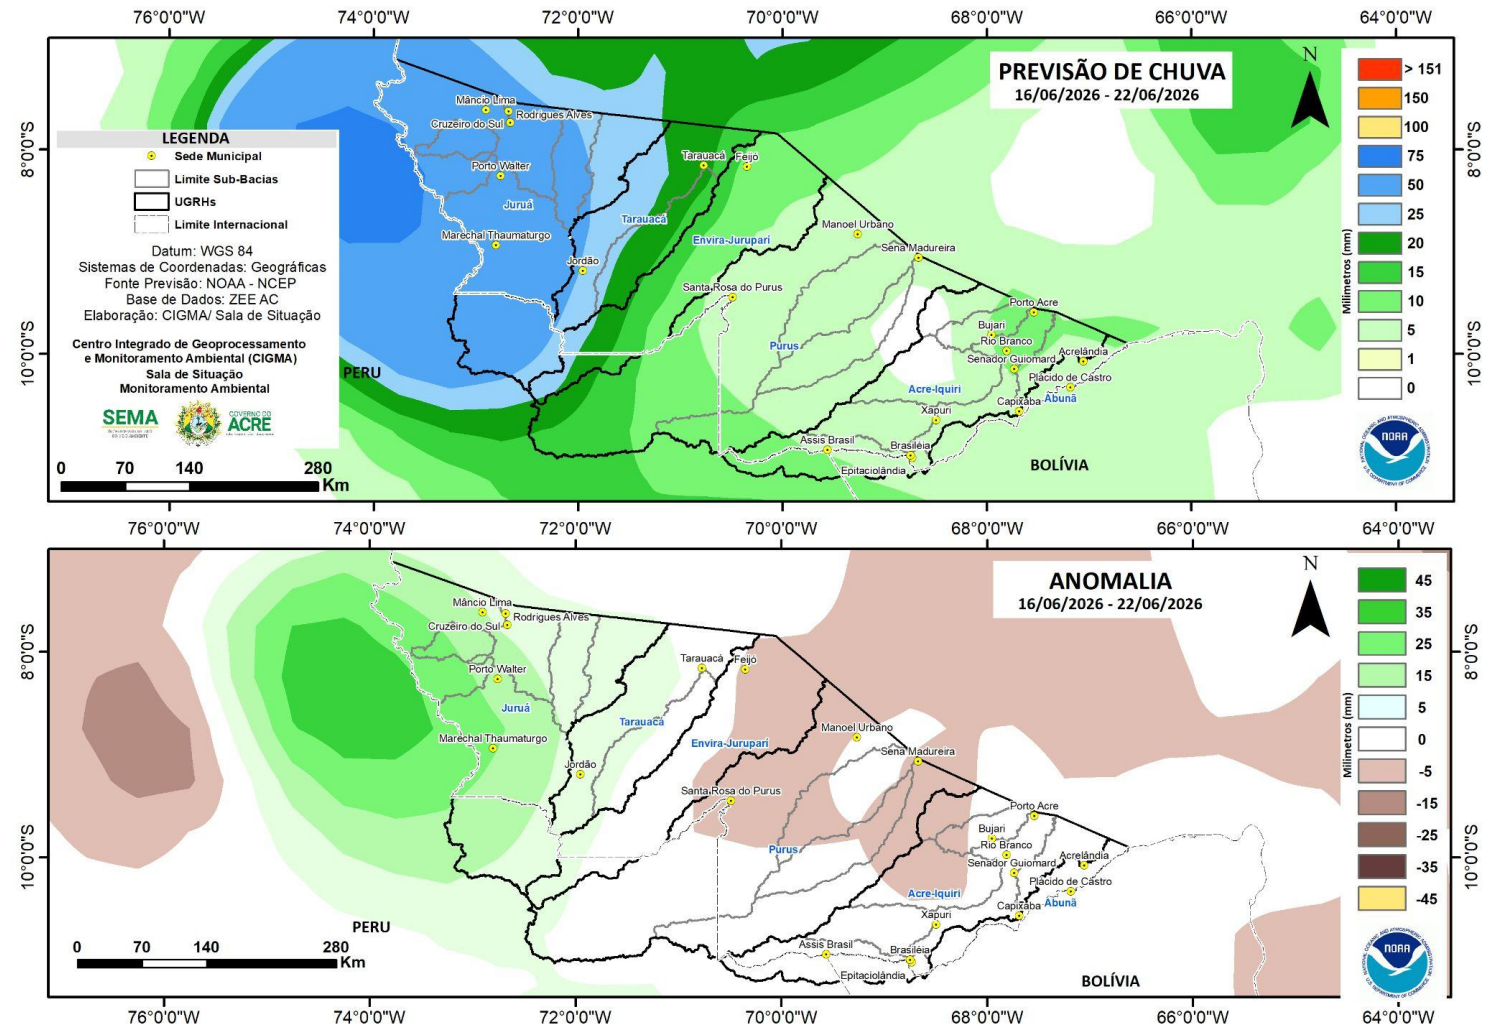 76°0'0"W 74°0'0"W 72°0'0"W 70°0'0"W 68°0'0"W 66°0'0"W 64°0'0"W
PREVISÃO DE CHUVA
16/06/2026 - 22/06/2026
N
> 151
150
100
75
50
25
20
15
10
5
1
0
Milímetros (mm)
8°0'0"S
10°0'0"S
8°0'0"S
10°0'0"S
LEGENDA
Sede Municipal
Limite Sub-Bacias
UGRHs
Limite Internacional
Datum: WGS 84
Sistemas de Coordenadas: Geográficas
Fonte Previsão: NOAA - NCEP
Base de Dados: ZEE AC
Elaboração: CIGMA/ Sala de Situação
Centro Integrado de Geoprocessamento
e Monitoramento Ambiental (CIGMA)
Sala de Situação
Monitoramento Ambiental
SEMA
GOVERNO DO
ACRE
0 70 140 280
Km
Mâncio Lima
Rodrigues Alves
Cruzeiro do Sul
Porto Walter
Juruá
Marechal Thaumaturgo
Jordão
Tarauacá
Feijó
Tarauacá
Envira-Jurupari
Manoel Urbano
Sena Madureira
Santa Rosa do Purus
Purus
Porto Acre
Bujari
Rio Branco
Senador Guiomard
Acrelândia
Plácido de Castro
Acre-Iquiri
Abunã
Capixaba
Xapuri
Assis Brasil
Brasiléia
Epitaciolândia
PERU
BOLÍVIA
NOAA
76°0'0"W 74°0'0"W 72°0'0"W 70°0'0"W 68°0'0"W 66°0'0"W 64°0'0"W
ANOMALIA
16/06/2026 - 22/06/2026
N
45
35
25
15
5
0
-5
-15
-25
-35
-45
Milímetros (mm)
8°0'0"S
10°0'0"S
8°0'0"S
10°0'0"S
Mâncio Lima
Rodrigues Alves
Cruzeiro do Sul
Porto Walter
Juruá
Marechal Thaumaturgo
Jordão
Tarauacá
Feijó
Tarauacá
Envira-Jurupari
Manoel Urbano
Sena Madureira
Santa Rosa do Purus
Purus
Porto Acre
Bujari
Rio Branco
Senador Guiomard
Acrelândia
Plácido de Castro
Acre-Iquiri
Abunã
Capixaba
Xapuri
Assis Brasil
Brasiléia
Epitaciolândia
PERU
BOLÍVIA
0 70 140 280
Km
NOAA
76°0'0"W 74°0'0"W 72°0'0"W 70°0'0"W 68°0'0"W 66°0'0"W 64°0'0"W